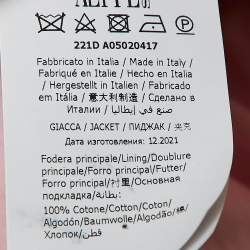 221D A05020417
Fabbricato in Italia / Made in Italy /
Fabriqué en Italie / Hecho en Italia
/ Hergestellt in Italien / Fabricado
em Itália / 意大利制造 / Сделано в
Италии / صنع في إيطاليا
GIACCA / JACKET / ПИДЖАК / 夹克
Дата изготовления: 12.2021
Fodera principale/Lining/Doublure
principale/Forro principal/Futter/
Forro principal/衬里/Основная
подкладка/بطانة:
100% Cotone/Cotton/Coton/
Algodón/Baumwolle/Algodão/棉/
Хлопок/قطن